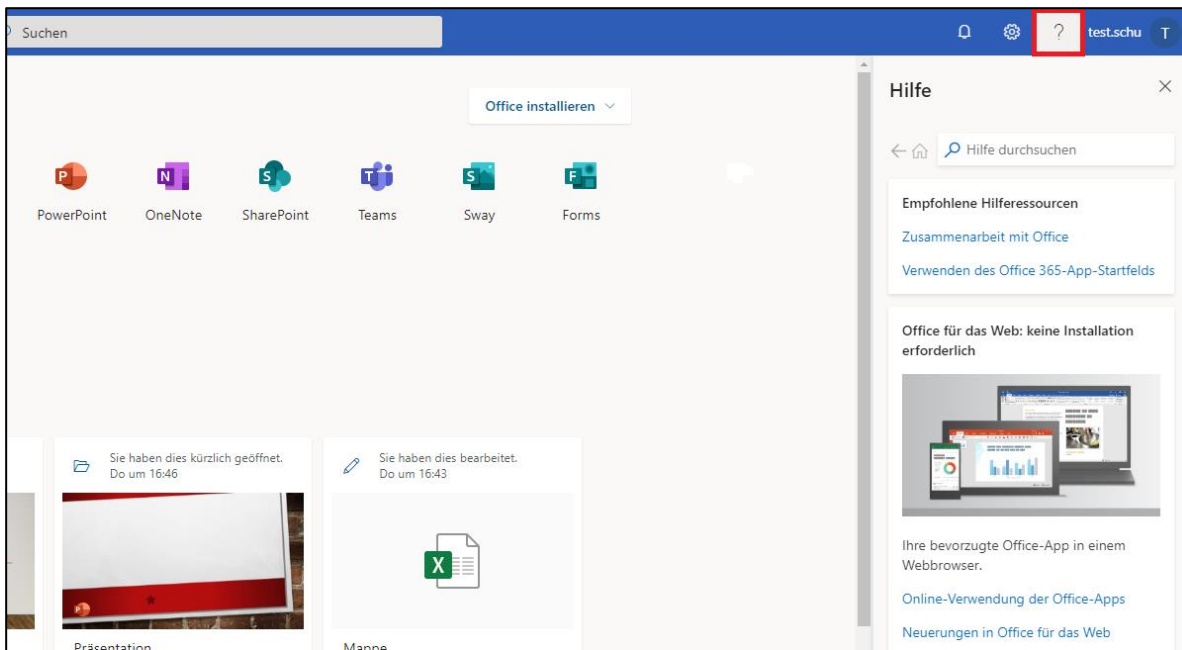 Suchen
?
test.schu
T
Office installieren
PowerPoint
OneNote
SharePoint
Teams
Sway
Forms
Sie haben dies kürzlich geöffnet.
Do um 16:46
Präsentation
Sie haben dies bearbeitet.
Do um 16:43
Mappe
Hilfe
Hilfe durchsuchen
Empfohlene Hilferessourcen
Zusammenarbeit mit Office
Verwenden des Office 365-App-Startfelds
Office für das Web: keine Installation
erforderlich
Ihre bevorzugte Office-App in einem
Webbrowser.
Online-Verwendung der Office-Apps
Neuerungen in Office für das Web